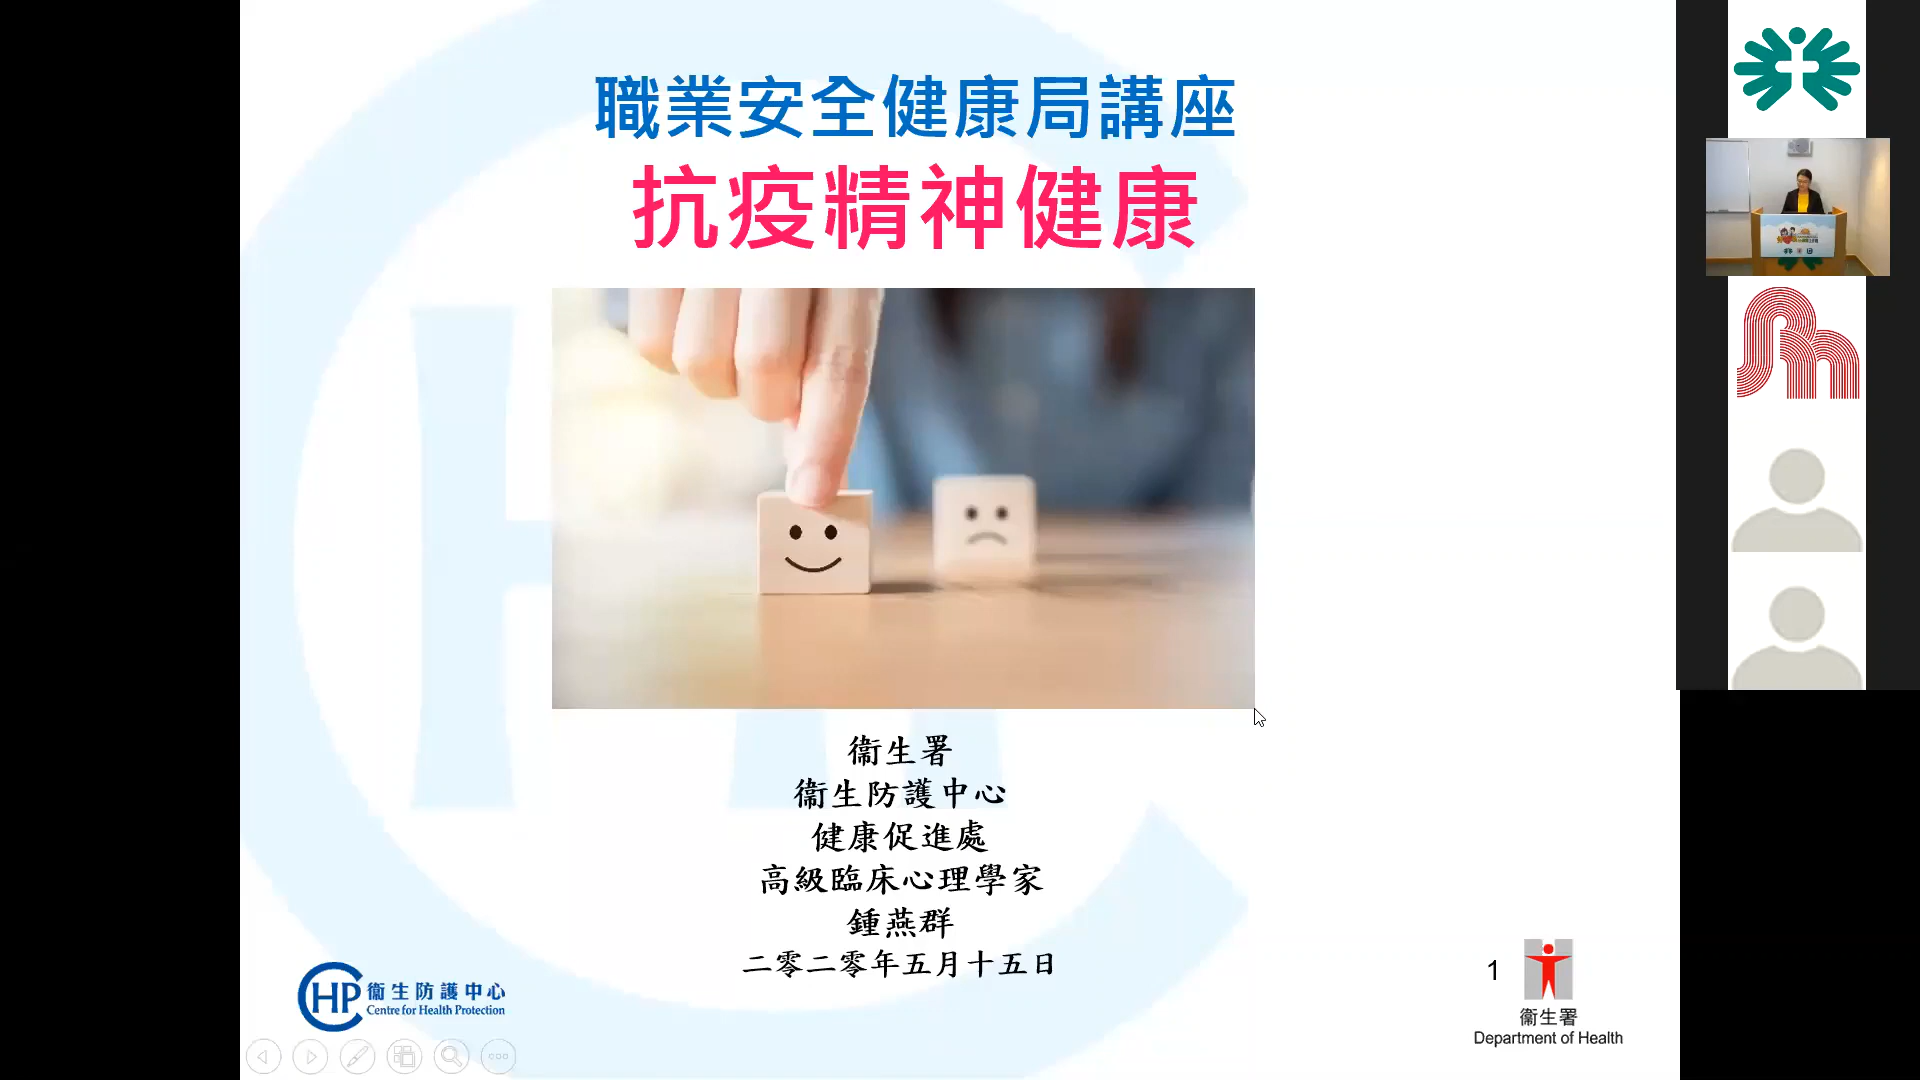 職業安全健康局講座
抗疫精神健康
衞生署
衞生防護中心
健康促進處
高級臨床心理學家
鍾燕群
二零二零年五月十五日
CHP
衞生防護中心
Centre for Health Protection
1
衞生署
Department of Health